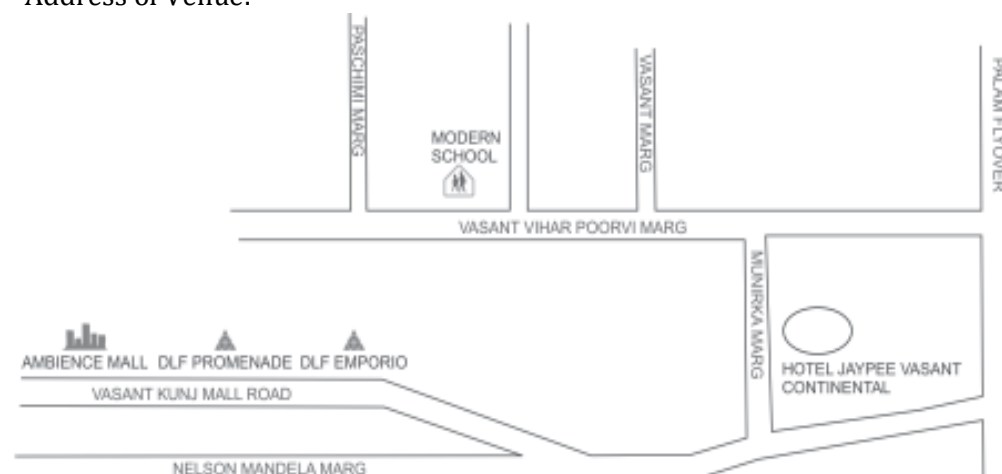 Address of Venue:
PASCHIMI MARG
VASANT MARG
PALAM FLYOVER
MODERN
SCHOOL
VASANT VIHAR POORVI MARG
MUNIRKA MARG
AMBIENCE MALL DLF PROMENADE DLF EMPORIO
HOTEL JAYPEE VASANT
CONTINENTAL
VASANT KUNJ MALL ROAD
NELSON MANDELA MARG